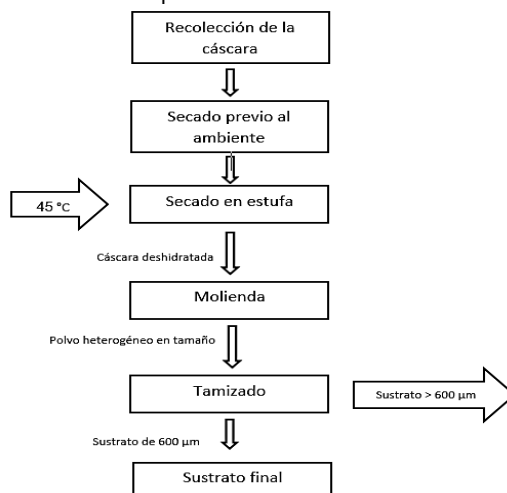 Recolección de la
cáscara
Secado previo al
ambiente
45 °C
Secado en estufa
Cáscara deshidratada
Molienda
Polvo heterogéneo en tamaño
Tamizado
Sustrato > 600 µm
Sustrato de 600 µm
Sustrato final